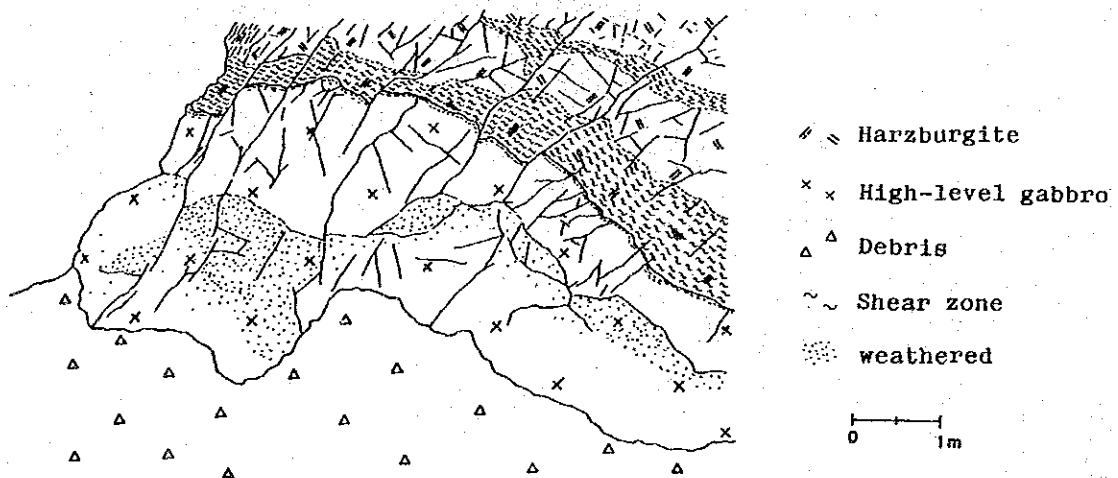 Harzburgite
High-level gabbro
Debris
Shear zone
weathered
0 1m